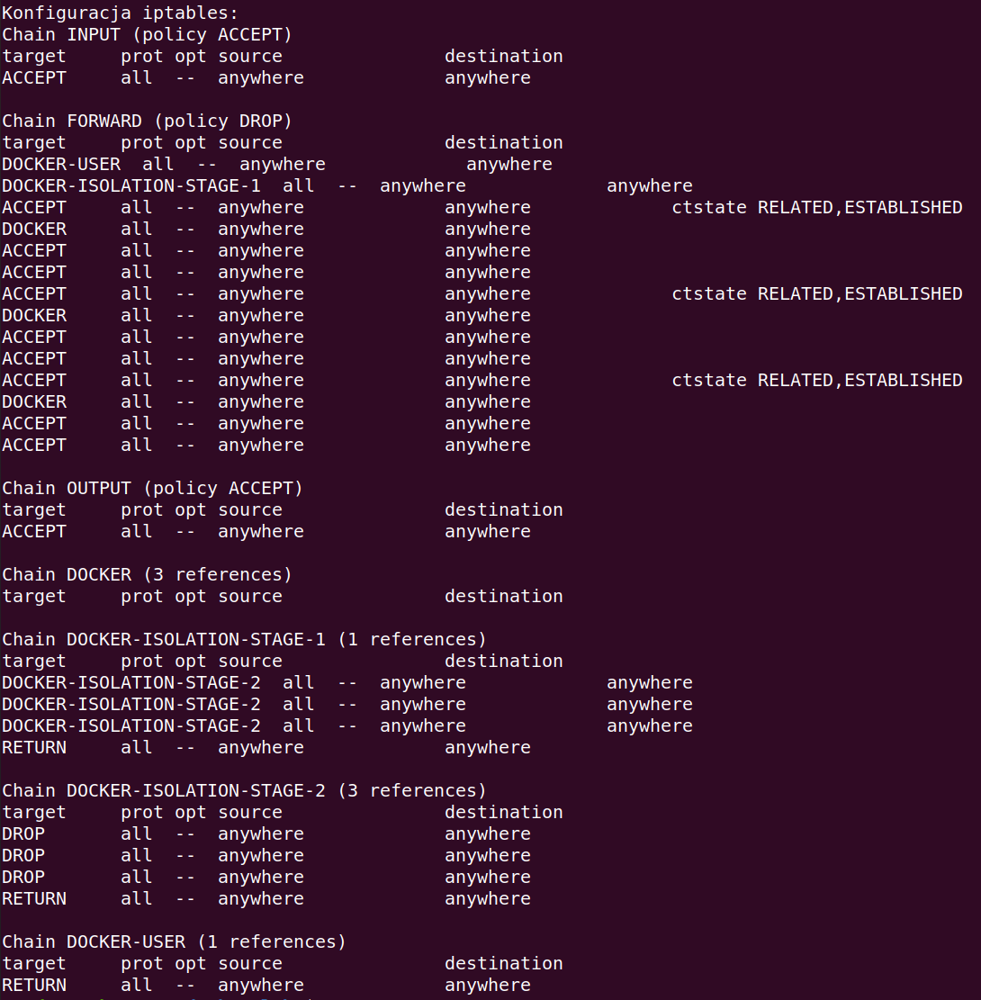 Konfiguracja iptables:
Chain INPUT (policy ACCEPT)
target     prot opt source               destination
ACCEPT     all  --  anywhere             anywhere

Chain FORWARD (policy DROP)
target     prot opt source               destination
DOCKER-USER  all  --  anywhere             anywhere
DOCKER-ISOLATION-STAGE-1  all  --  anywhere             anywhere
ACCEPT     all  --  anywhere             anywhere             ctstate RELATED,ESTABLISHED
DOCKER     all  --  anywhere             anywhere
ACCEPT     all  --  anywhere             anywhere
ACCEPT     all  --  anywhere             anywhere
ACCEPT     all  --  anywhere             anywhere             ctstate RELATED,ESTABLISHED
DOCKER     all  --  anywhere             anywhere
ACCEPT     all  --  anywhere             anywhere
ACCEPT     all  --  anywhere             anywhere
ACCEPT     all  --  anywhere             anywhere             ctstate RELATED,ESTABLISHED
DOCKER     all  --  anywhere             anywhere
ACCEPT     all  --  anywhere             anywhere
ACCEPT     all  --  anywhere             anywhere

Chain OUTPUT (policy ACCEPT)
target     prot opt source               destination
ACCEPT     all  --  anywhere             anywhere

Chain DOCKER (3 references)
target     prot opt source               destination

Chain DOCKER-ISOLATION-STAGE-1 (1 references)
target     prot opt source               destination
DOCKER-ISOLATION-STAGE-2  all  --  anywhere             anywhere
DOCKER-ISOLATION-STAGE-2  all  --  anywhere             anywhere
DOCKER-ISOLATION-STAGE-2  all  --  anywhere             anywhere
RETURN     all  --  anywhere             anywhere

Chain DOCKER-ISOLATION-STAGE-2 (3 references)
target     prot opt source               destination
DROP       all  --  anywhere             anywhere
DROP       all  --  anywhere             anywhere
DROP       all  --  anywhere             anywhere
RETURN     all  --  anywhere             anywhere

Chain DOCKER-USER (1 references)
target     prot opt source               destination
RETURN     all  --  anywhere             anywhere